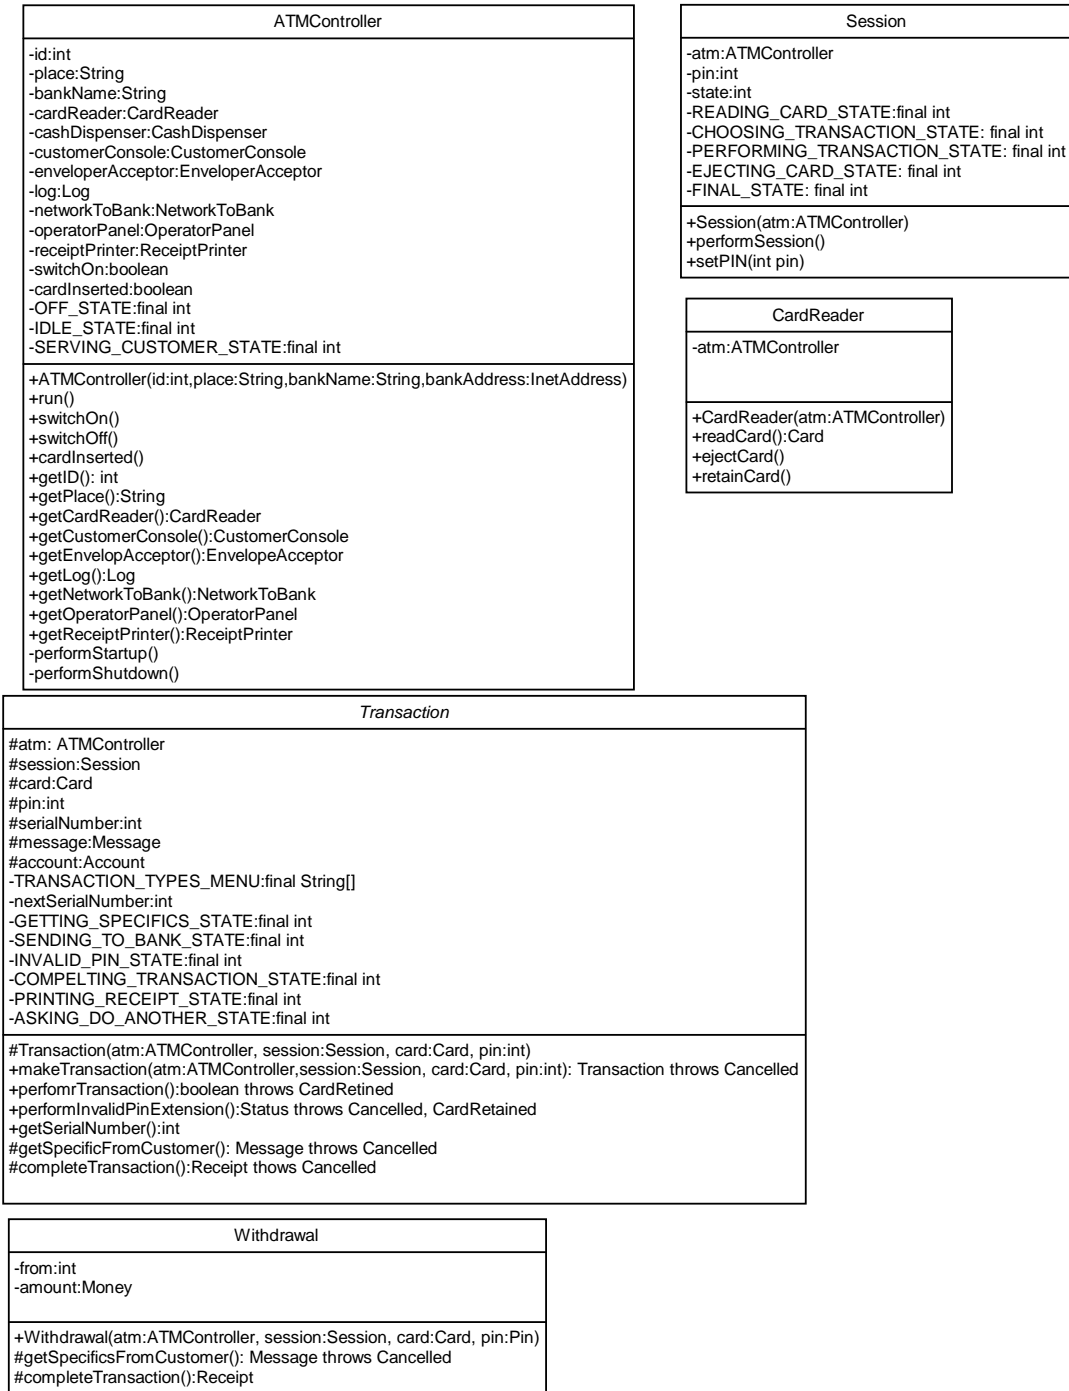 ATMController
-id:int
-place:String
-bankName:String
-cardReader:CardReader
-cashDispenser:CashDispenser
-customerConsole:CustomerConsole
-enveloperAcceptor:EnveloperAcceptor
-log:Log
-networkToBank:NetworkToBank
-operatorPanel:OperatorPanel
-receiptPrinter:ReceiptPrinter
-switchOn:boolean
-cardInserted:boolean
-OFF_STATE:final int
-IDLE_STATE:final int
-SERVING_CUSTOMER_STATE:final int
+ATMController(id:int,place:String,bankName:String,bankAddress:InetAddress)
+run()
+switchOn()
+switchOff()
+cardInserted()
+getID(): int
+getPlace():String
+getCardReader():CardReader
+getCustomerConsole():CustomerConsole
+getEnvelopAcceptor():EnvelopeAcceptor
+getLog():Log
+getNetworkToBank():NetworkToBank
+getOperatorPanel():OperatorPanel
+getReceiptPrinter():ReceiptPrinter
-performStartup()
-performShutdown()
Session
-atm:ATMController
-pin:int
-state:int
-READING_CARD_STATE:final int
-CHOOSING_TRANSACTION_STATE: final int
-PERFORMING_TRANSACTION_STATE: final int
-EJECTING_CARD_STATE: final int
-FINAL_STATE: final int
+Session(atm:ATMController)
+performSession()
+setPIN(int pin)
CardReader
-atm:ATMController
+CardReader(atm:ATMController)
+readCard():Card
+ejectCard()
+retainCard()
Transaction
#atm: ATMController
#session:Session
#card:Card
#pin:int
#serialNumber:int
#message:Message
#account:Account
-TRANSACTION_TYPES_MENU:final String[]
-nextSerialNumber:int
-GETTING_SPECIFICS_STATE:final int
-SENDING_TO_BANK_STATE:final int
-INVALID_PIN_STATE:final int
-COMPELTING_TRANSACTION_STATE:final int
-PRINTING_RECEIPT_STATE:final int
-ASKING_DO_ANOTHER_STATE:final int
#Transaction(atm:ATMController, session:Session, card:Card, pin:int)
+makeTransaction(atm:ATMController,session:Session, card:Card, pin:int): Transaction throws Cancelled
+perfomrTransaction():boolean throws CardRetined
+performInvalidPinExtension():Status throws Cancelled, CardRetained
+getSerialNumber():int
#getSpecificFromCustomer(): Message throws Cancelled
#completeTransaction():Receipt thows Cancelled
Withdrawal
-from:int
-amount:Money
+Withdrawal(atm:ATMController, session:Session, card:Card, pin:Pin)
#getSpecificsFromCustomer(): Message throws Cancelled
#completeTransaction():Receipt